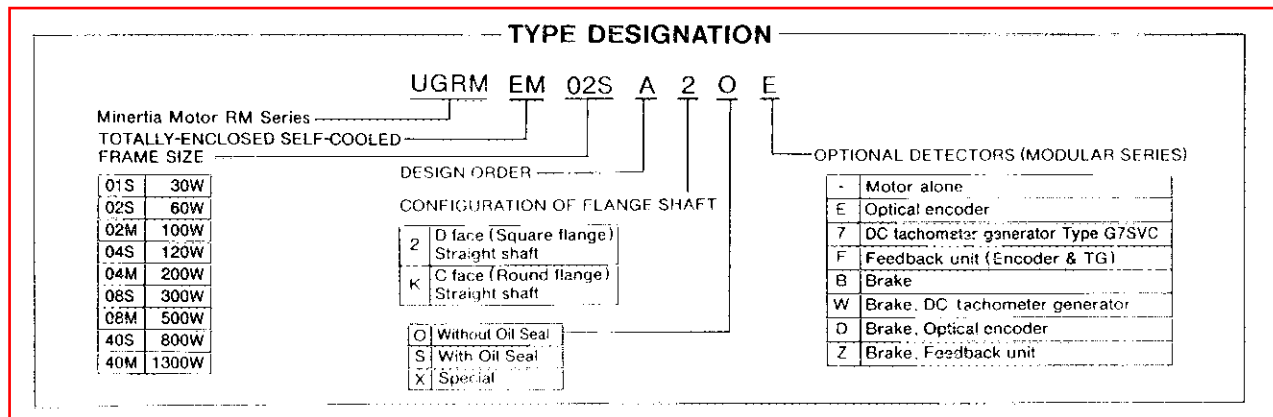 TYPE DESIGNATION
UGRM EM 02S A 2 O E
Minertia Motor RM Series
TOTALLY-ENCLOSED SELF-COOLED
FRAME SIZE
01S 30W
02S 60W
02M 100W
04S 120W
04M 200W
08S 300W
08M 500W
40S 800W
40M 1300W
DESIGN ORDER
CONFIGURATION OF FLANGE SHAFT
2 D face (Square flange)
Straight shaft
K C face (Round flange)
Straight shaft
O Without Oil Seal
S With Oil Seal
X Special
OPTIONAL DETECTORS (MODULAR SERIES)
- Motor alone
E Optical encoder
7 DC tachometer generator Type G7SVC
F Feedback unit (Encoder & TG)
B Brake
W Brake, DC tachometer generator
D Brake, Optical encoder
Z Brake, Feedback unit